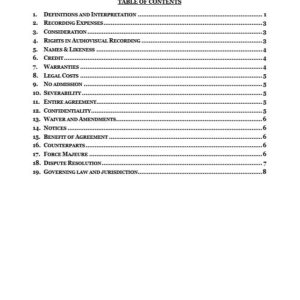 TABLE OF CONTENTS
1. DEFINITIONS AND INTERPRETATION 1
2. RECORDING EXPENSES 3
3. CONSIDERATION 3
4. RIGHTS IN AUDIOVISUAL RECORDING 3
5. NAMES & LIKENESS 4
6. CREDIT 4
7. WARRANTIES 4
8. LEGAL COSTS 5
9. NO ADMISSION 5
10. SEVERABILITY 5
11. ENTIRE AGREEMENT 5
12. CONFIDENTIALITY 5
13. WAIVER AND AMENDMENTS 6
14. NOTICES 6
15. BENEFIT OF AGREEMENT 6
16. COUNTERPARTS 6
17. FORCE MAJEURE 6
18. DISPUTE RESOLUTION 7
19. GOVERNING LAW AND JURISDICTION 8